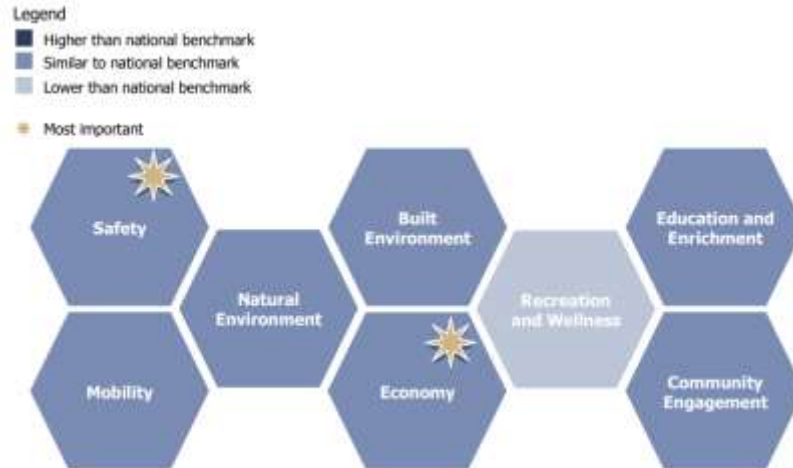 Legend
Higher than national benchmark
Similar to national benchmark
Lower than national benchmark
Most important
Safety
Built
Environment
Education and
Enrichment
Natural
Environment
Recreation
and Wellness
Mobility
Economy
Community
Engagement